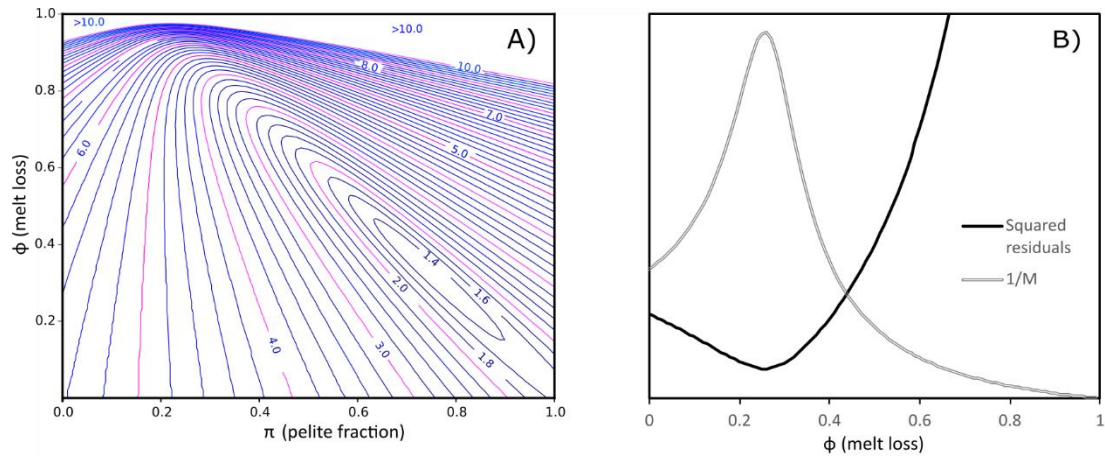 A)
>10.0
>10.0
10.0
8.0
7.0
6.0
5.0
4.0
3.0
2.0
1.4
1.6
1.8
1.0
0.8
0.6
0.4
0.2
0.0
0.0 0.2 0.4 0.6 0.8 1.0
φ (melt loss)
π (pelite fraction)
B)
Squared
residuals
1/M
0 0.2 0.4 0.6 0.8 1
φ (melt loss)